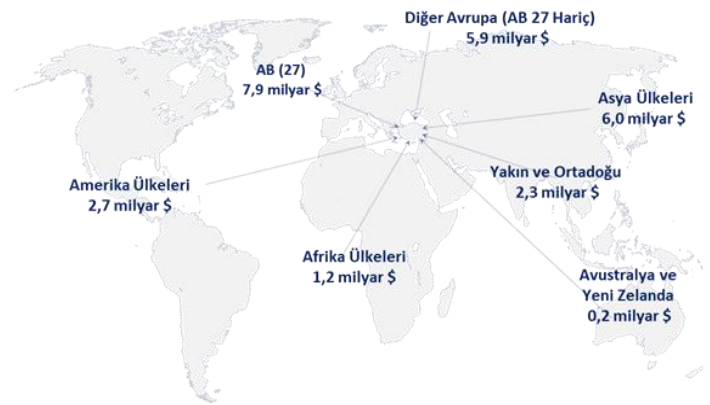 Diğer Avrupa (AB 27 Hariç)
5,9 milyar $
AB (27)
7,9 milyar $
Asya Ülkeleri
6,0 milyar $
Yakın ve Ortadoğu
2,3 milyar $
Amerika Ülkeleri
2,7 milyar $
Afrika Ülkeleri
1,2 milyar $
Avustralya ve
Yeni Zelanda
0,2 milyar $